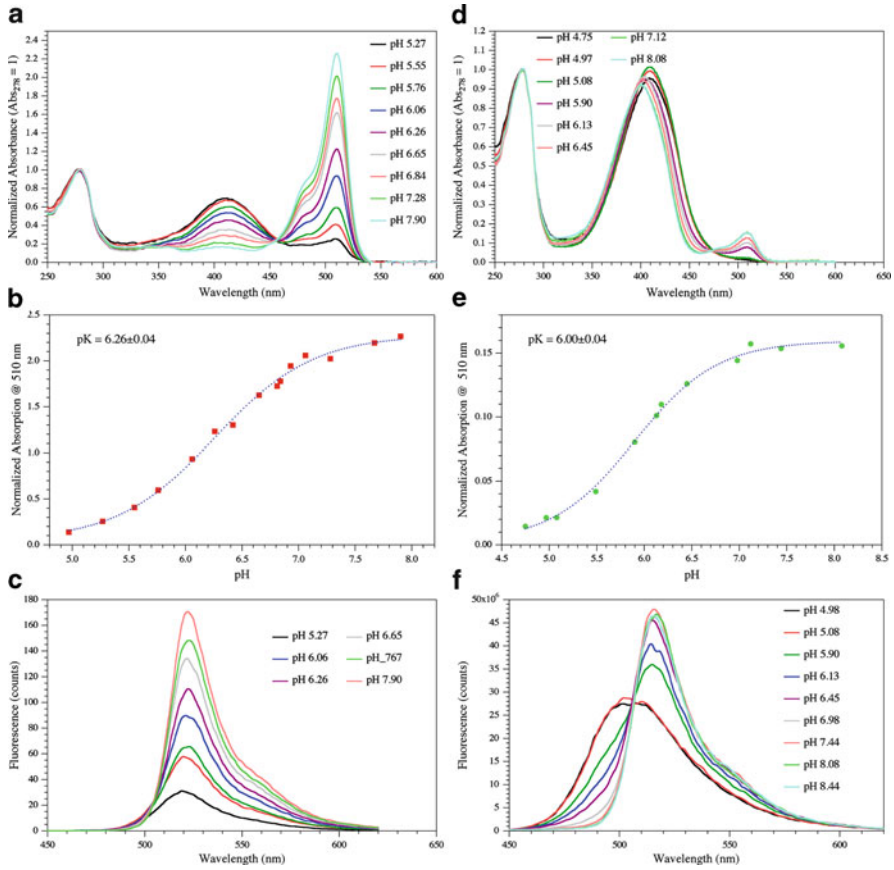 a
Normalized Absorbance (Abs278 = 1)
2.4
2.2
2.0
1.8
1.6
1.4
1.2
1.0
0.8
0.6
0.4
0.2
0.0
250 300 350 400 450 500 550 600
Wavelength (nm)
pH 5.27
pH 5.55
pH 5.76
pH 6.06
pH 6.26
pH 6.65
pH 6.84
pH 7.28
pH 7.90
d
Normalized Absorbance (Abs278 = 1)
1.2
1.1
1.0
0.9
0.8
0.7
0.6
0.5
0.4
0.3
0.2
0.1
0.0
250 300 350 400 450 500 550 600 650
Wavelength (nm)
pH 4.75
pH 4.97
pH 5.08
pH 5.90
pH 6.13
pH 6.45
pH 7.12
pH 8.08
b
Normalized Absorption @ 510 nm
2.5
2.0
1.5
1.0
0.5
0.0
5.0 5.5 6.0 6.5 7.0 7.5 8.0
pH
pK = 6.26±0.04
e
Normalized Absorption @ 510 nm
0.15
0.10
0.05
0.00
4.0 4.5 5.0 5.5 6.0 6.5 7.0 7.5 8.0 8.5
pH
pK = 6.00±0.04
c
Fluorescence (counts)
180
160
140
120
100
80
60
40
20
0
450 500 550 600
Wavelength (nm)
pH 5.27
pH 6.06
pH 6.26
pH 6.65
pH_767
pH 7.90
f
Fluorescence (counts)
50x10⁶
45
40
35
30
25
20
15
10
5
0
450 500 550 600
Wavelength (nm)
pH 4.98
pH 5.08
pH 5.90
pH 6.13
pH 6.45
pH 6.98
pH 7.44
pH 8.08
pH 8.44